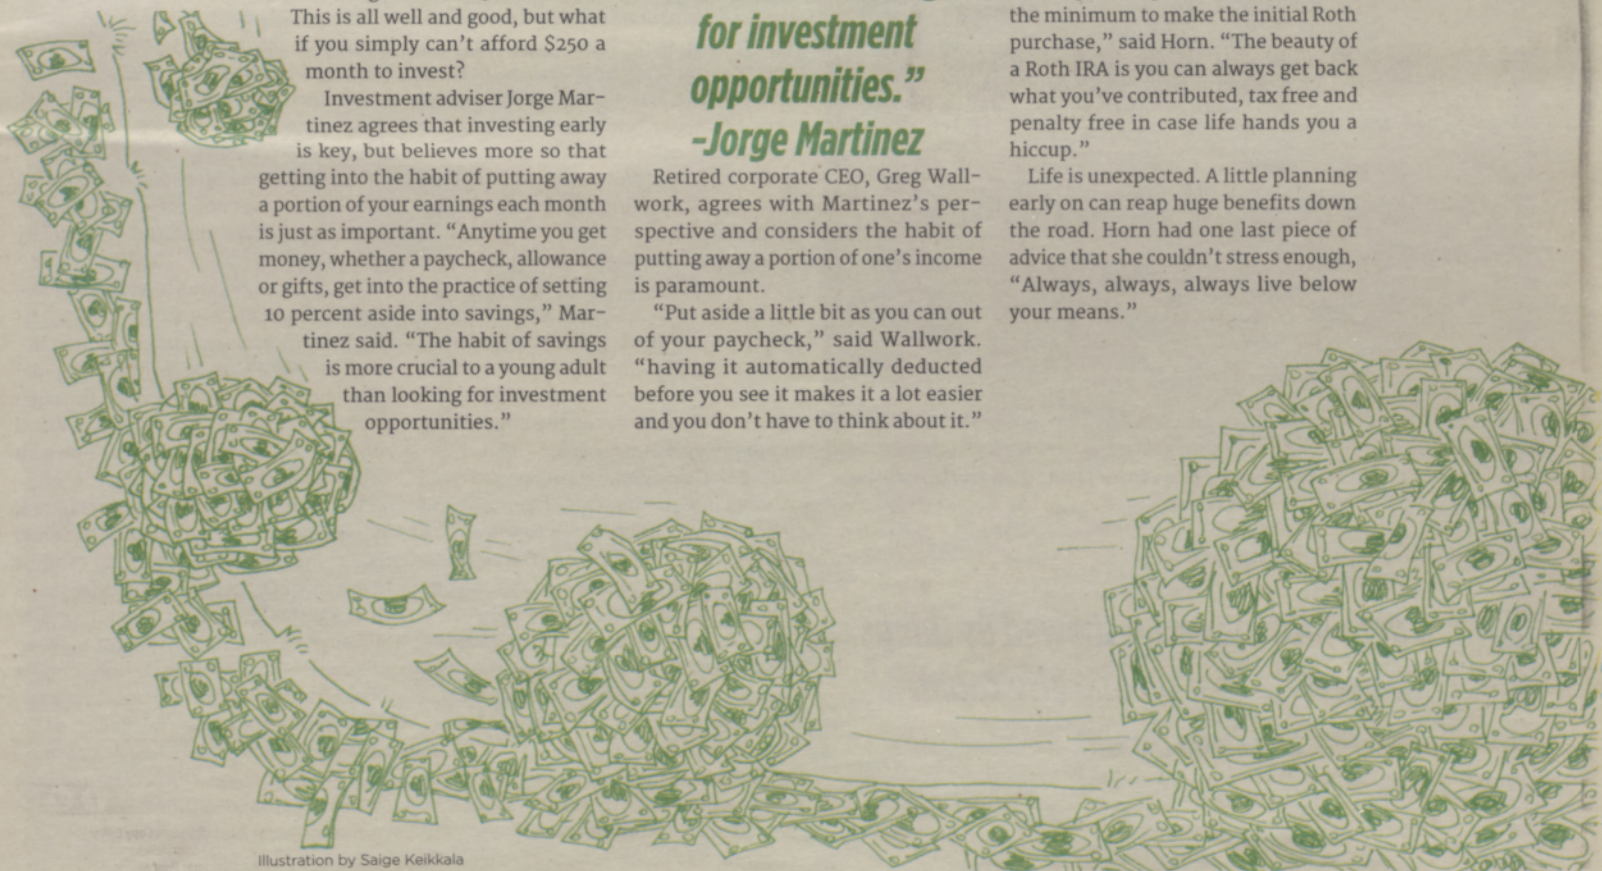 This is all well and good, but what
if you simply can't afford $250 a
month to invest?
Investment adviser Jorge Mar-
tinez agrees that investing early
is key, but believes more so that
getting into the habit of putting away
a portion of your earnings each month
is just as important. “Anytime you get
money, whether a paycheck, allowance
or gifts, get into the practice of setting
10 percent aside into savings,” Mar-
tinez said. “The habit of savings
is more crucial to a young adult
than looking for investment
opportunities.”
for investment
opportunities.”
–Jorge Martinez
Retired corporate CEO, Greg Wall-
work, agrees with Martinez's per-
spective and considers the habit of
putting away a portion of one's income
is paramount.
“Put aside a little bit as you can out
of your paycheck,” said Wallwork.
“having it automatically deducted
before you see it makes it a lot easier
and you don't have to think about it.”
the minimum to make the initial Roth
purchase,” said Horn. “The beauty of
a Roth IRA is you can always get back
what you've contributed, tax free and
penalty free in case life hands you a
hiccup.”
Life is unexpected. A little planning
early on can reap huge benefits down
the road. Horn had one last piece of
advice that she couldn't stress enough,
“Always, always, always live below
your means.”
Illustration by Saige Keikkala